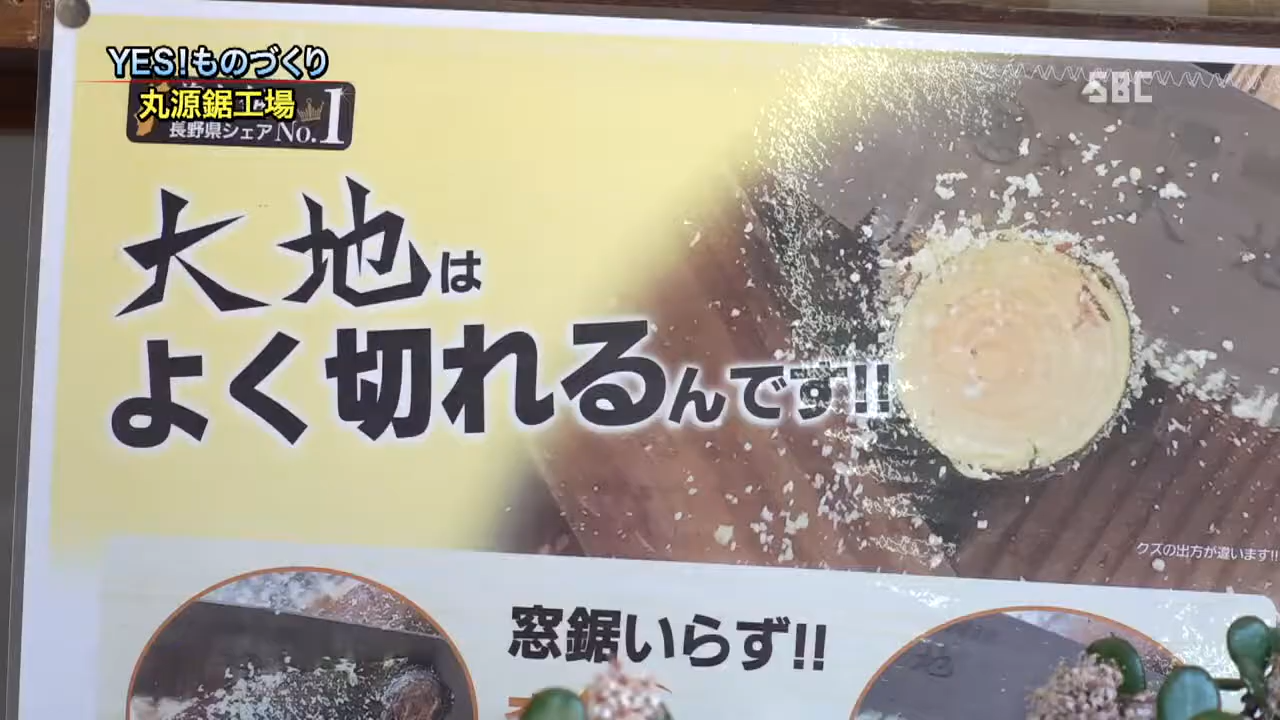 YES!ものづくり
SBC
丸源鋸工場
長野県シェアNo.1
大地は
よく切れるんです!!
クズの出方が違います!!
窓鋸いらず!!